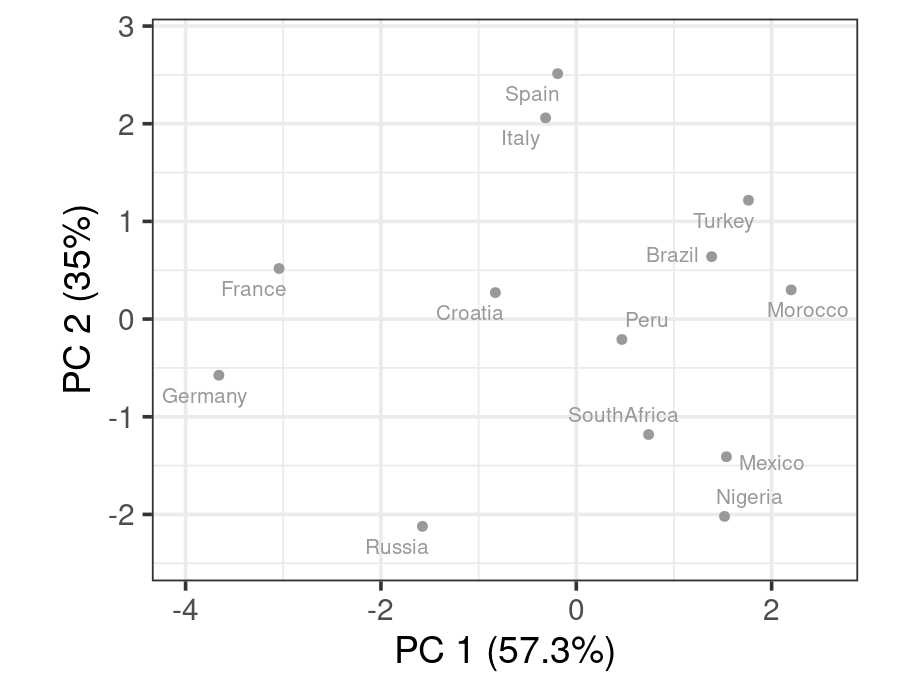 3
Spain
2
Italy
Turkey
1
Brazil
France
Morocco
Croatia
0
Peru
PC 2 (35%)
Germany
SouthAfrica
-1
Mexico
Nigeria
-2
Russia
-4
-2
0
2
PC 1 (57.3%)